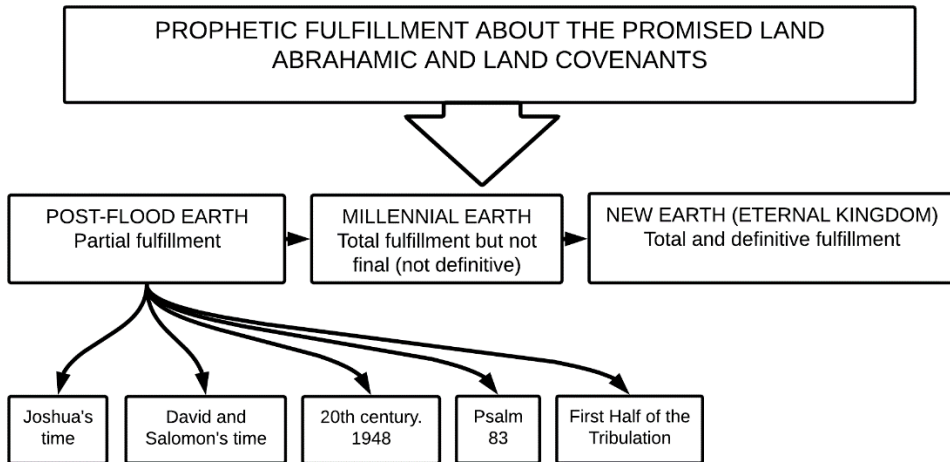 PROPHETIC FULFILLMENT ABOUT THE PROMISED LAND
ABRAHAMIC AND LAND COVENANTS
POST-FLOOD EARTH
Partial fulfillment
MILLENNIAL EARTH
Total fulfillment but not
final (not definitive)
NEW EARTH (ETERNAL KINGDOM)
Total and definitive fulfillment
Joshua's
time
David and
Salomon's time
20th century.
1948
Psalm
83
First Half of the
Tribulation